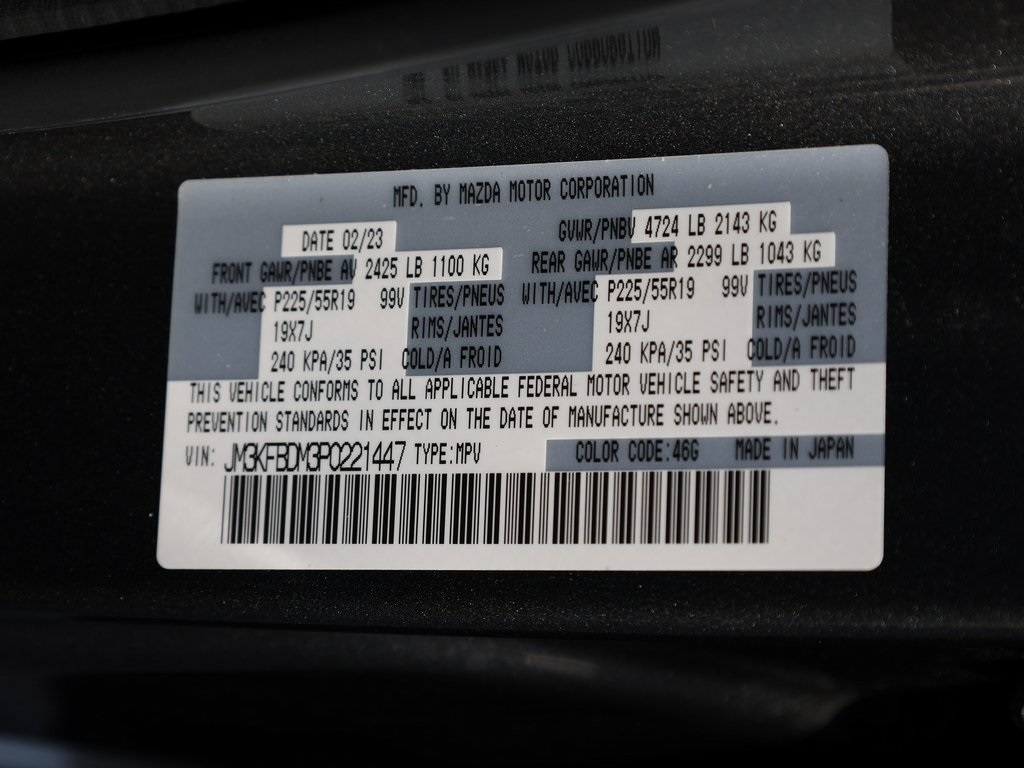 MFD. BY MAZDA MOTOR CORPORATION
DATE 02/23 GVWR/PNBV 4724 LB 2143 KG
FRONT GAWR/PNBE AV 2425 LB 1100 KG REAR GAWR/PNBE AR 2299 LB 1043 KG
WITH/AVEC P225/55R19 99V TIRES/PNEUS WITH/AVEC P225/55R19 99V TIRES/PNEUS
19X7J RIMS/JANTES 19X7J RIMS/JANTES
240 KPA/35 PSI COLD/A FROID 240 KPA/35 PSI COLD/A FROID
THIS VEHICLE CONFORMS TO ALL APPLICABLE FEDERAL MOTOR VEHICLE SAFETY AND THEFT
PREVENTION STANDARDS IN EFFECT ON THE DATE OF MANUFACTURE SHOWN ABOVE.
VIN: JM3KFBDM3P0221447 TYPE:MPV COLOR CODE:46G MADE IN JAPAN